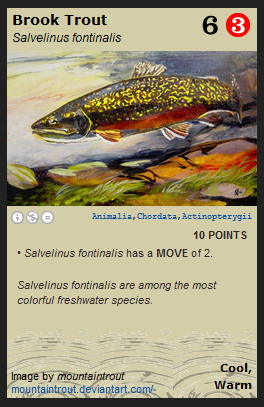 Brook Trout
Salvelinus fontinalis
6 3
Animalia,Chordata,Actinopterygii
10 POINTS
• Salvelinus fontinalis has a MOVE of 2.
Salvelinus fontinalis are among the most
colorful freshwater species.
Image by mountaintrout
mountaintrout.deviantart.com/
Cool,
Warm